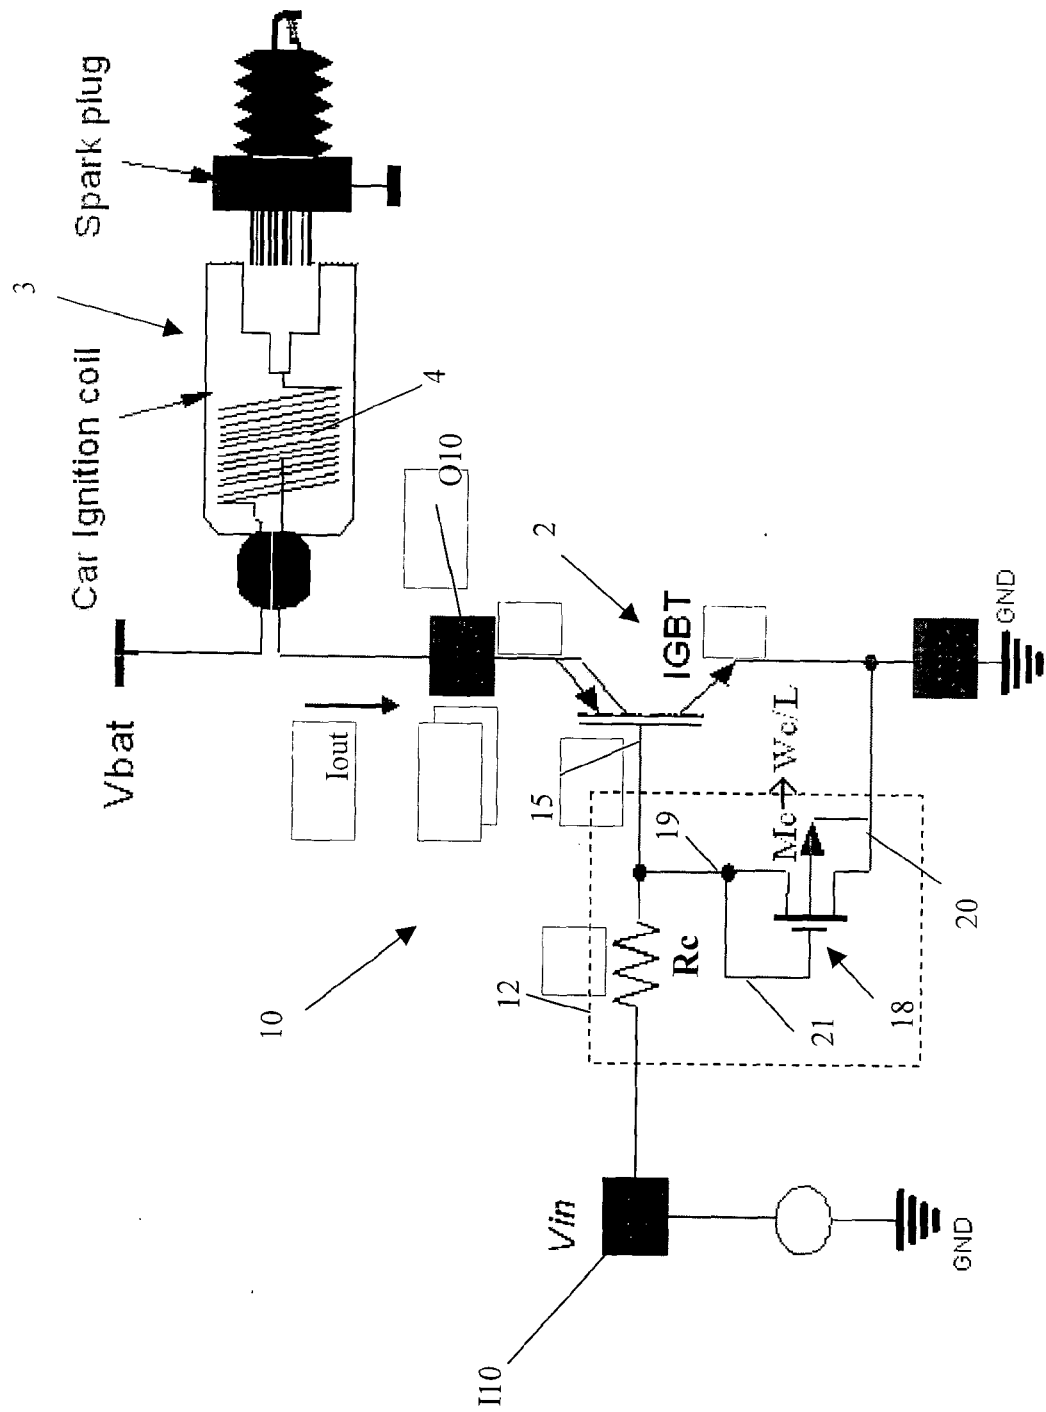 Spark plug
3
Car Ignition coil
4
O10
Vbat
Iout
2
IGBT
GND
15
19
Mc→Wc/L
20
10
12
Rc
21
18
Vin
GND
I10